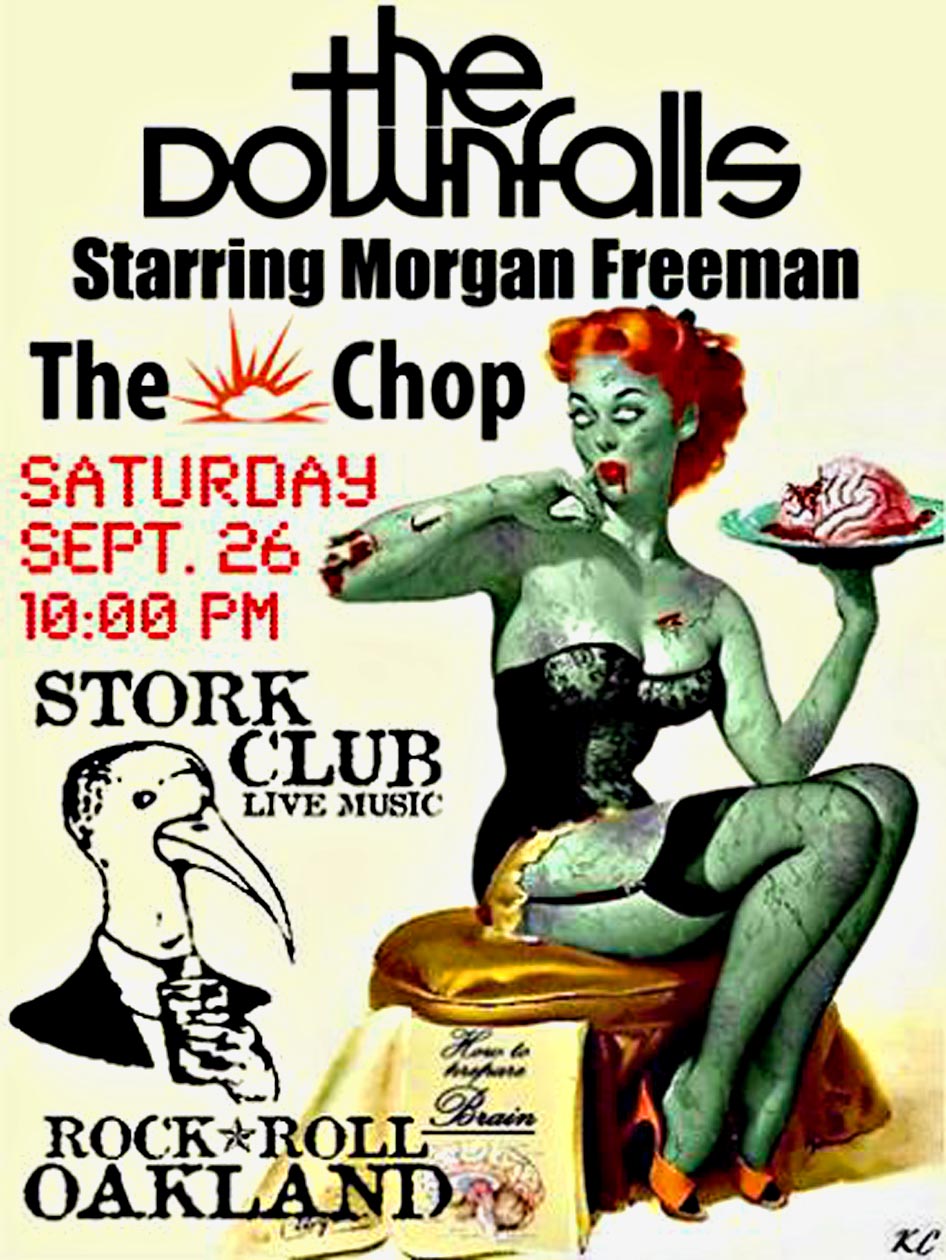 the
Downfalls
Starring Morgan Freeman
The Chop
SATURDAY
SEPT. 26
10:00 PM
STORK
CLUB
LIVE MUSIC
How to
prepare
Brain
ROCK★ROLL
OAKLAND
KC